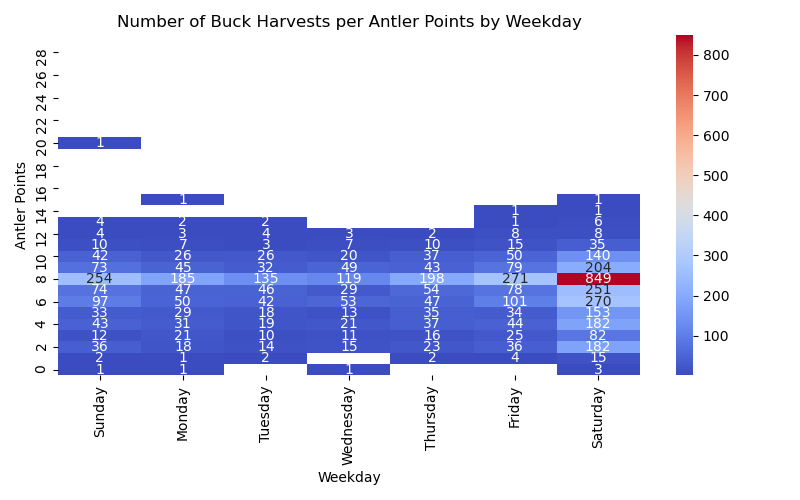 Number of Buck Harvests per Antler Points by Weekday
Antler Points
28
26
24
22
20 1
18
16
1 1
14 1 1
4 2 2 1 6
12 4 3 4 3 2 8 8
10 7 3 7 10 15 35
10 42 26 26 20 37 50 140
73 45 32 49 43 79 204
8 254 185 135 119 198 271 849
74 47 46 29 54 78 251
6 97 50 42 53 47 101 270
33 29 18 13 35 34 153
4 43 31 19 21 37 44 182
12 21 10 11 16 25 82
2 36 18 14 15 23 36 182
2 1 2 2 4 15
0 1 1 1 3
Sunday Monday Tuesday Wednesday Thursday Friday Saturday
Weekday
800
700
600
500
400
300
200
100